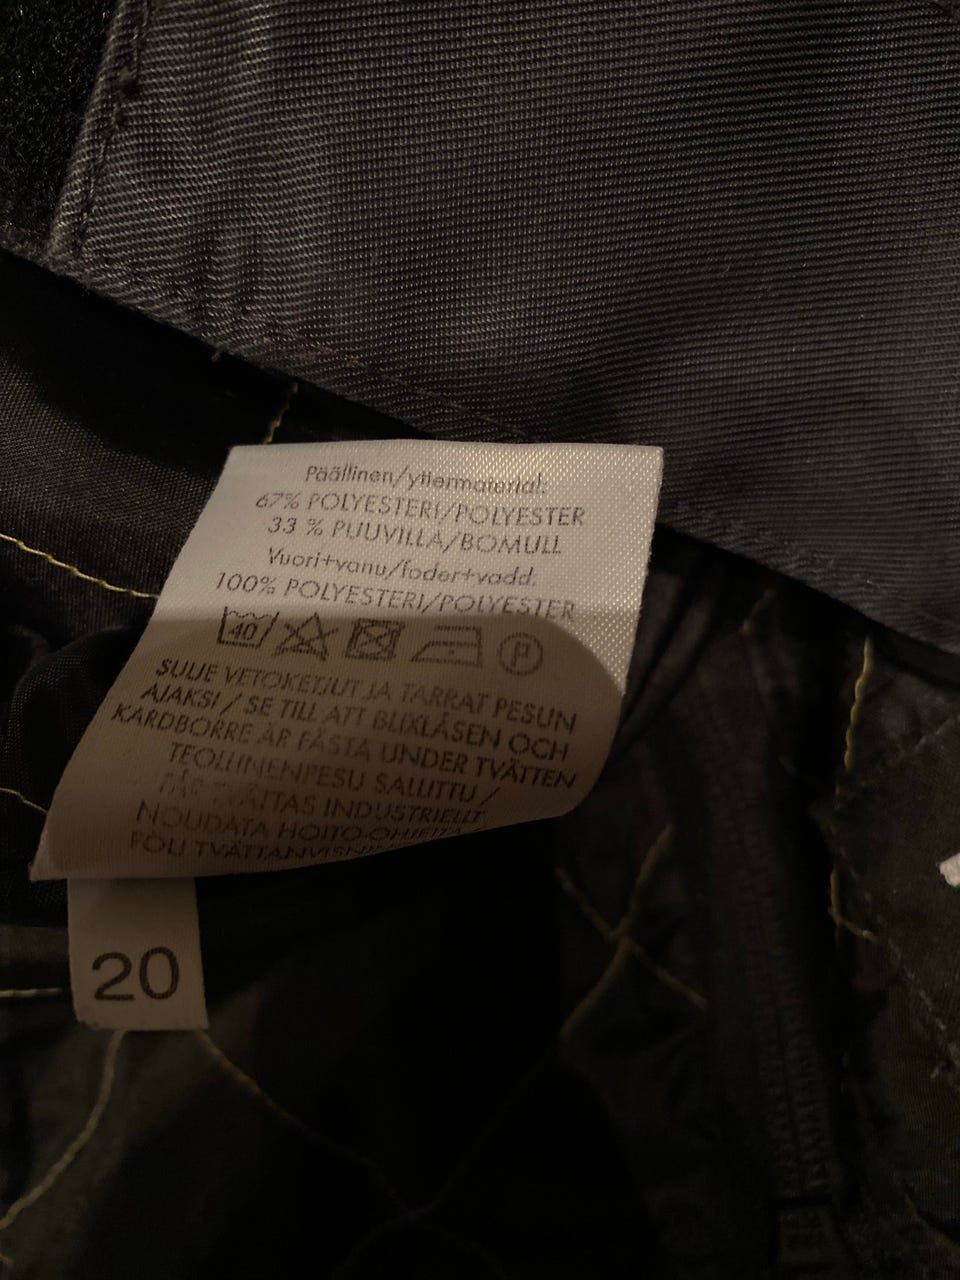 Päällinen/yttermaterial:
67% POLYESTERI/POLYESTER
33 % PUUVILLA/BOMULL
Vuori+vanu/foder+vadd:
100% POLYESTERI/POLYESTER
40 P
SULJE VETOKETJUT JA TARRAT PESUN
AJAKSI / SE TILL ATT BLIXLÅSEN OCH
KARDBORRE ÄR FÄSTA UNDER TVÄTTEN
TEOLLINENPESU SALLITTU /
FÅR TVÄTTAS INDUSTRIELLT
NOUDATA HOITO-OHJEITA
FÖLJ
20